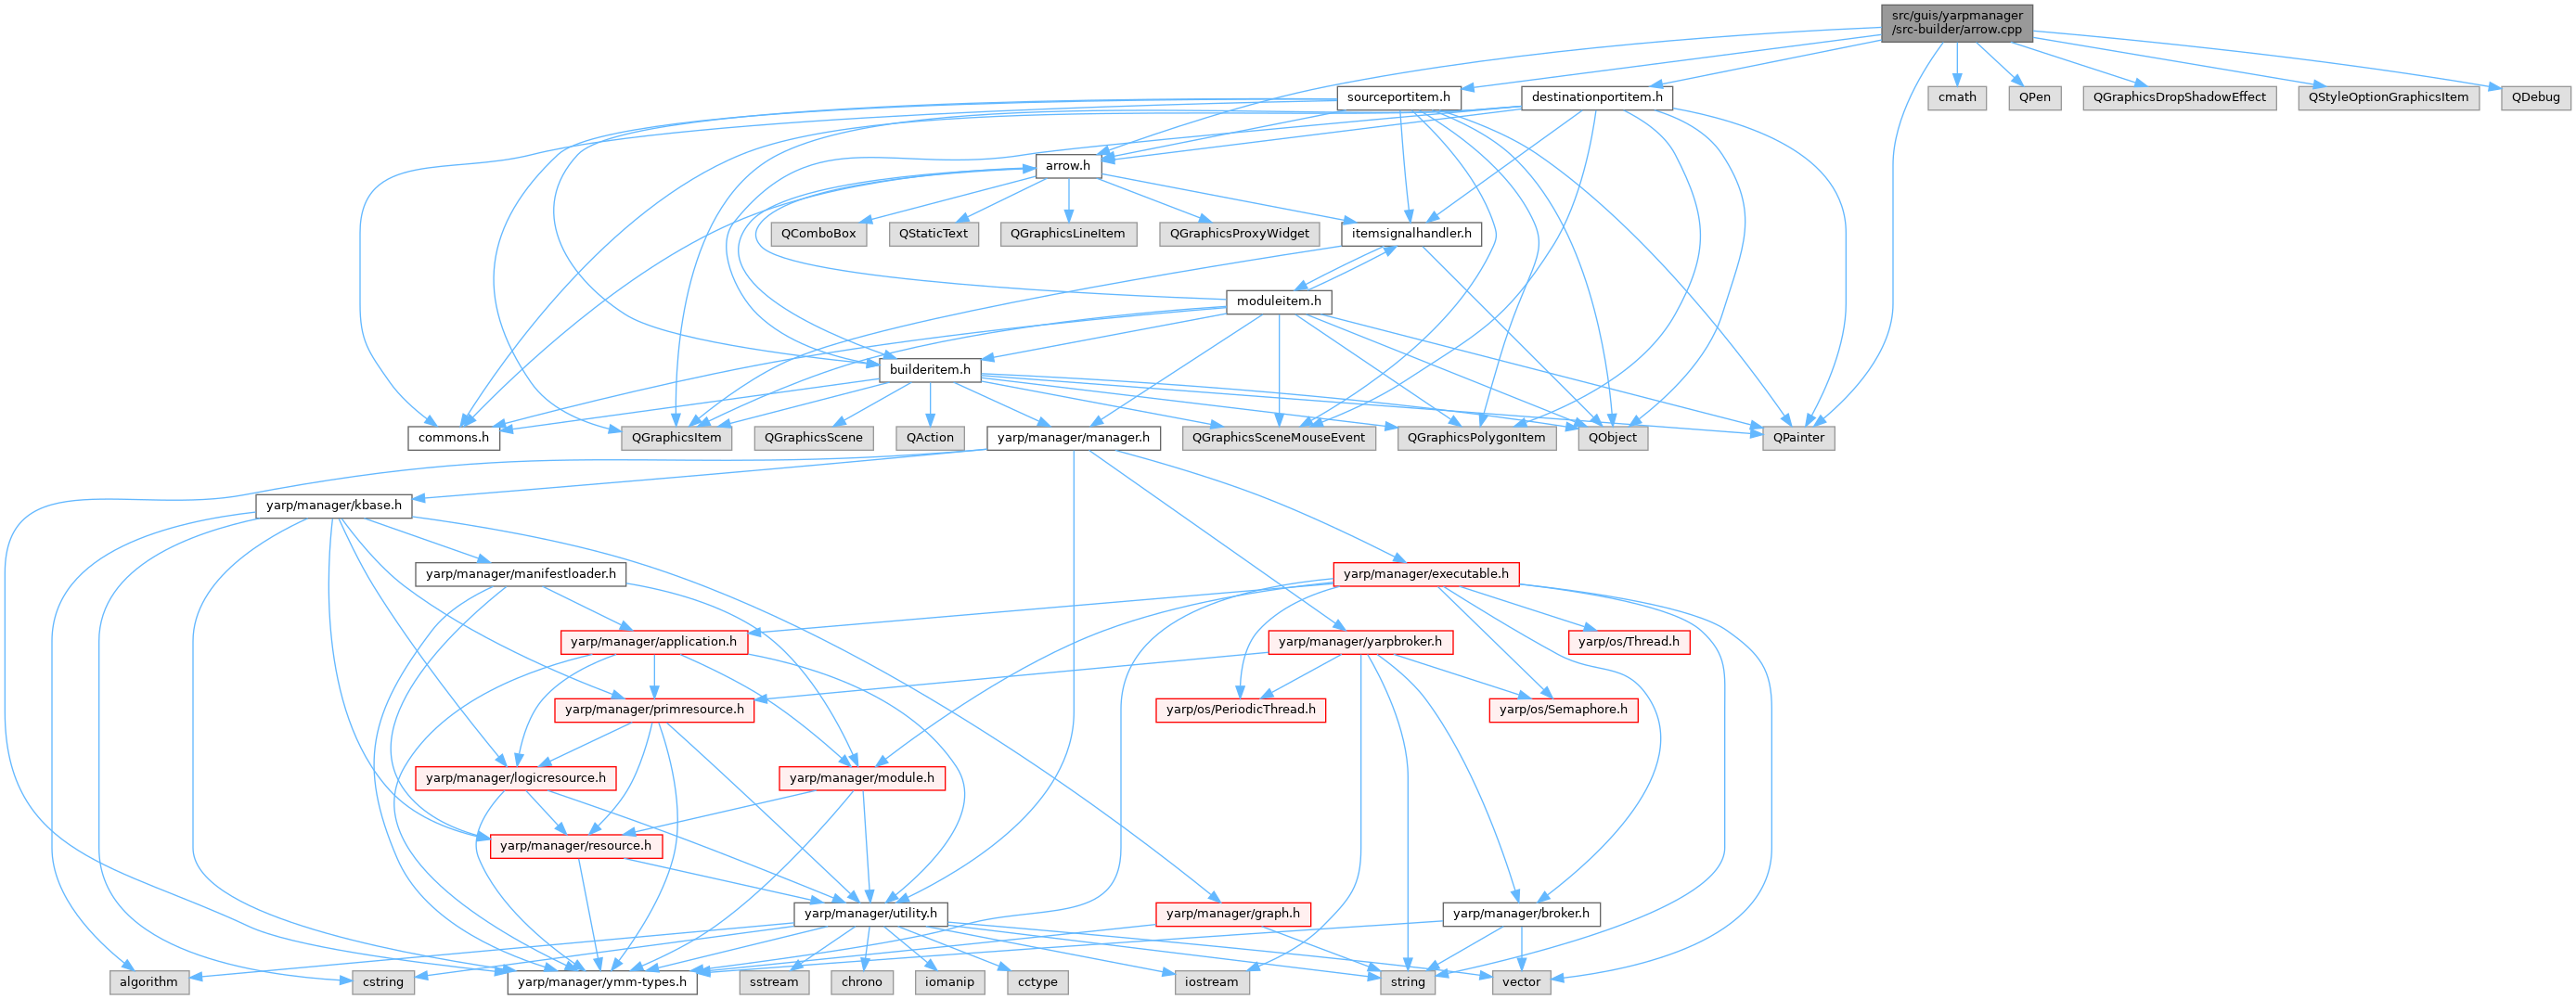 src/guis/yarpmanager
/src-builder/arrow.cpp
sourceportitem.h
destinationportitem.h
cmath
QPen
QGraphicsDropShadowEffect
QStyleOptionGraphicsItem
QDebug
arrow.h
QComboBox
QStaticText
QGraphicsLineItem
QGraphicsProxyWidget
itemsignalhandler.h
moduleitem.h
builderitem.h
commons.h
QGraphicsItem
QGraphicsScene
QAction
yarp/manager/manager.h
QGraphicsSceneMouseEvent
QGraphicsPolygonItem
QObject
QPainter
yarp/manager/kbase.h
yarp/manager/manifestloader.h
yarp/manager/executable.h
yarp/manager/application.h
yarp/manager/yarpbroker.h
yarp/os/Thread.h
yarp/manager/primresource.h
yarp/os/PeriodicThread.h
yarp/os/Semaphore.h
yarp/manager/logicresource.h
yarp/manager/module.h
yarp/manager/resource.h
yarp/manager/utility.h
yarp/manager/graph.h
yarp/manager/broker.h
algorithm
cstring
yarp/manager/ymm-types.h
sstream
chrono
iomanip
cctype
iostream
string
vector